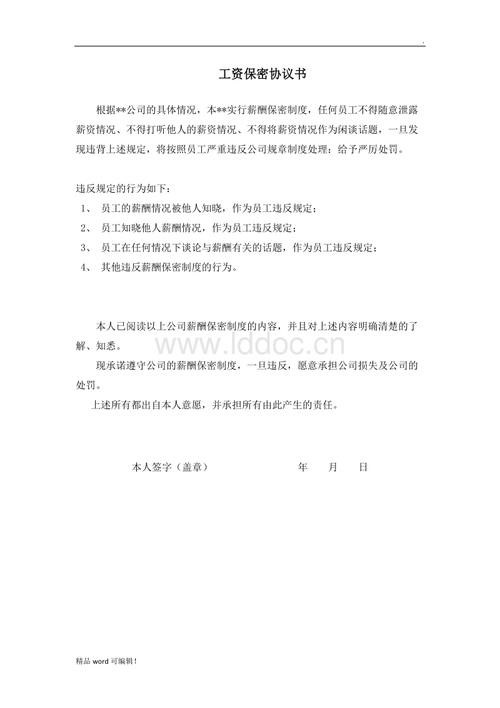 工资保密协议书
根据**公司的具体情况，本**实行薪酬保密制度，任何员工不得随意泄露
薪资情况、不得打听他人的薪资情况、不得将薪资情况作为闲谈话题，一旦发
现违背上述规定，将按照员工严重违反公司规章制度处理；给予严厉处罚。
违反规定的行为如下：
1、 员工的薪酬情况被他人知晓，作为员工违反规定；
2、 员工知晓他人薪酬情况，作为员工违反规定；
3、 员工在任何情况下谈论与薪酬有关的话题，作为员工违反规定；
4、 其他违反薪酬保密制度的行为。
本人已阅读以上公司薪酬保密制度的内容，并且对上述内容明确清楚的了
解、知悉。
www.lddoc.cn
现承诺遵守公司的薪酬保密制度，一旦违反，愿意承担公司损失及公司的
处罚。
上述所有都出自本人意愿，并承担所有由此产生的责任。
本人签字（盖章） 年 月 日
精品 word 可编辑！